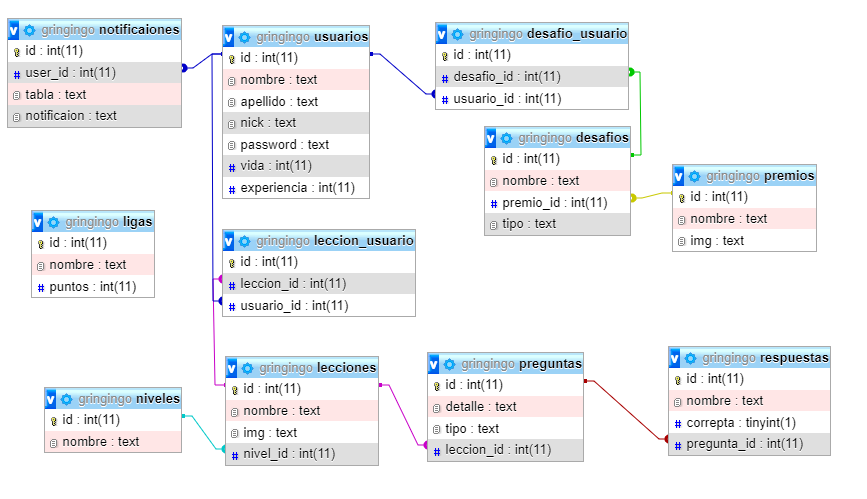 v gringingo notificaiones
id : int(11)
# user_id : int(11)
tabla : text
notificaion : text
v gringingo usuarios
id : int(11)
nombre : text
apellido : text
nick : text
password : text
# vida : int(11)
# experiencia : int(11)
v gringingo desafio_usuario
id : int(11)
# desafio_id : int(11)
# usuario_id : int(11)
v gringingo desafios
id : int(11)
nombre : text
# premio_id : int(11)
tipo : text
v gringingo premios
id : int(11)
nombre : text
img : text
v gringingo ligas
id : int(11)
nombre : text
# puntos : int(11)
v gringingo leccion_usuario
id : int(11)
# leccion_id : int(11)
# usuario_id : int(11)
v gringingo niveles
id : int(11)
nombre : text
v gringingo lecciones
id : int(11)
nombre : text
img : text
# nivel_id : int(11)
v gringingo preguntas
id : int(11)
detalle : text
tipo : text
# leccion_id : int(11)
v gringingo respuestas
id : int(11)
nombre : text
# correpta : tinyint(1)
# pregunta_id : int(11)